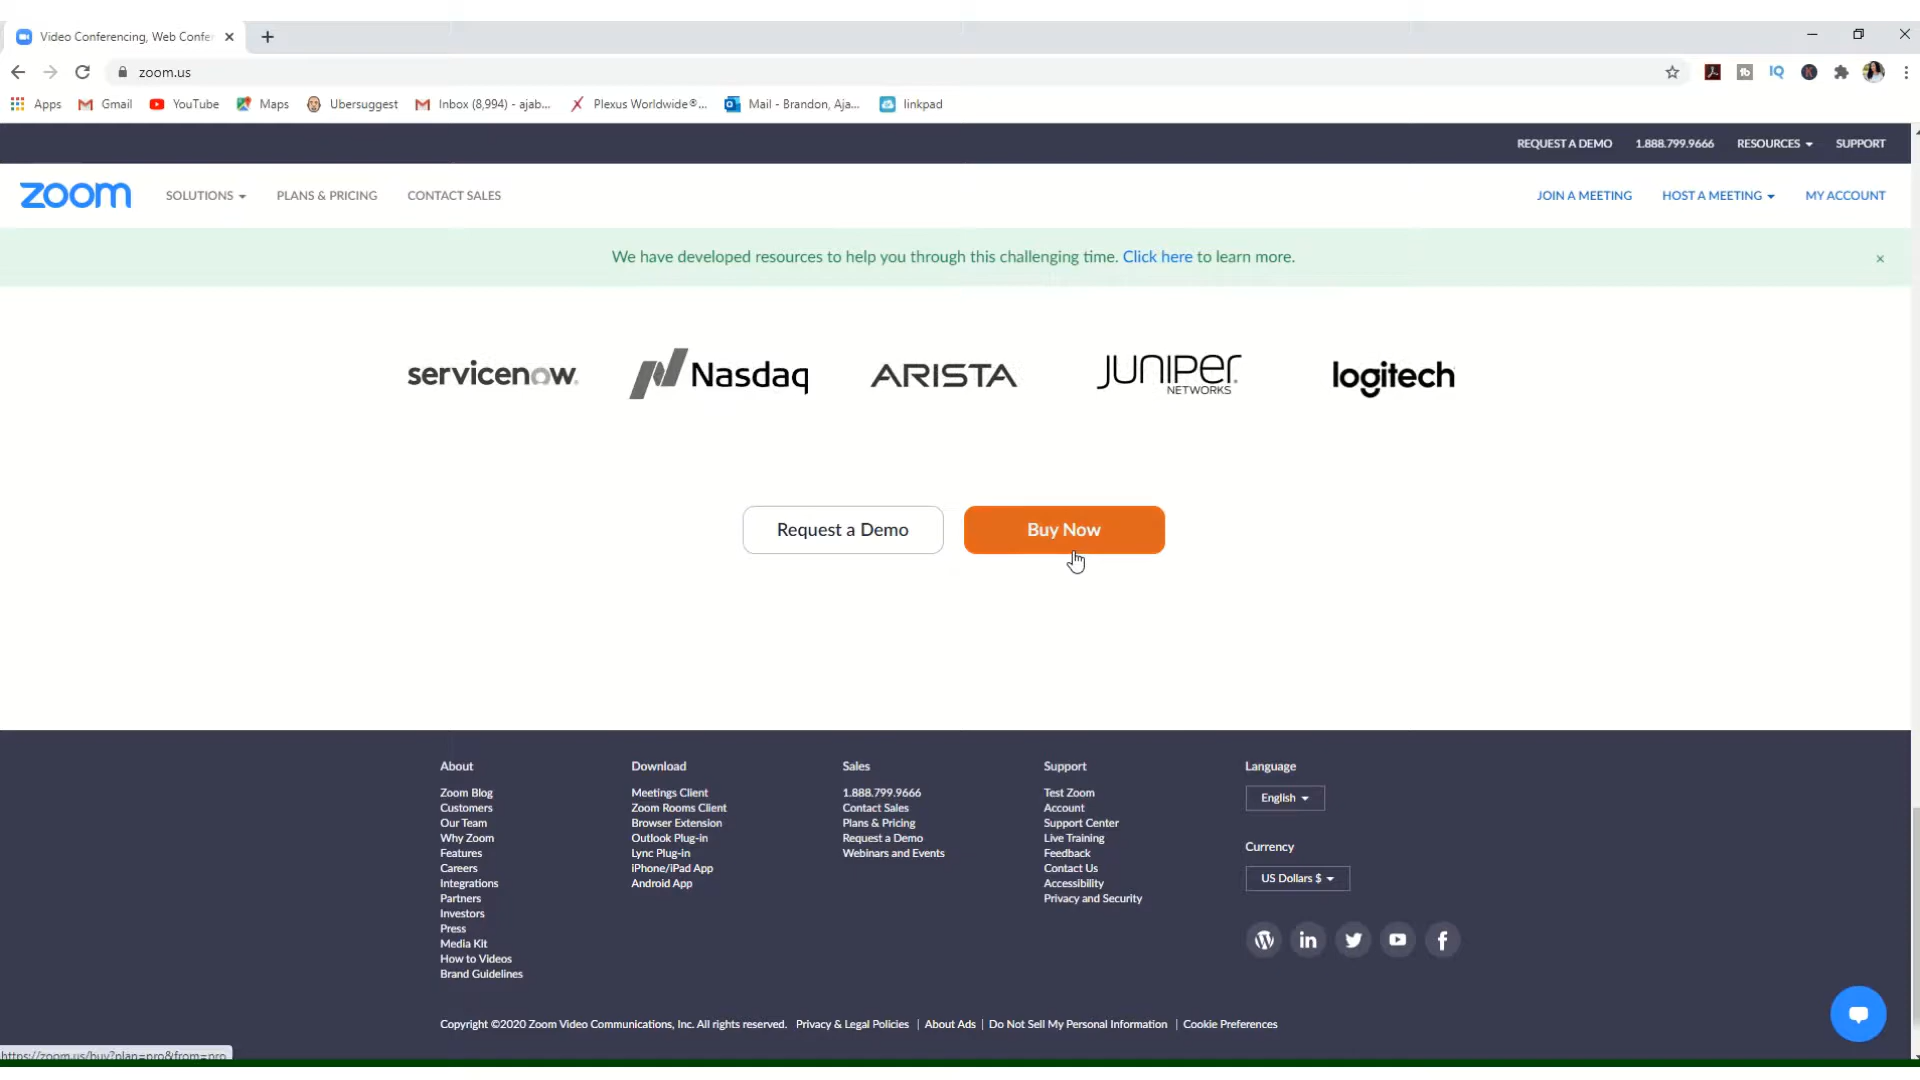 Video Conferencing, Web Confe
zoom.us
Apps Gmail YouTube Maps Ubersuggest Inbox (8,994) - ajab... Plexus Worldwide®... Mail - Brandon, Aja... linkpad
REQUEST A DEMO 1.888.799.9666 RESOURCES SUPPORT
zoom SOLUTIONS PLANS & PRICING CONTACT SALES JOIN A MEETING HOST A MEETING MY ACCOUNT
We have developed resources to help you through this challenging time. Click here to learn more.
servicenow Nasdaq ARISTA JUNIPER NETWORKS logitech
Request a Demo Buy Now
About
Zoom Blog
Customers
Our Team
Why Zoom
Features
Careers
Integrations
Partners
Investors
Press
Media Kit
How to Videos
Brand Guidelines
Download
Meetings Client
Zoom Rooms Client
Browser Extension
Outlook Plug-in
Lync Plug-in
iPhone/iPad App
Android App
Sales
1.888.799.9666
Contact Sales
Plans & Pricing
Request a Demo
Webinars and Events
Support
Test Zoom
Account
Support Center
Live Training
Feedback
Contact Us
Accessibility
Privacy and Security
Language
English
Currency
US Dollars $
Copyright ©2020 Zoom Video Communications, Inc. All rights reserved. Privacy & Legal Policies | About Ads | Do Not Sell My Personal Information | Cookie Preferences
https://zoom.us/buy?plan=pro&from=pro